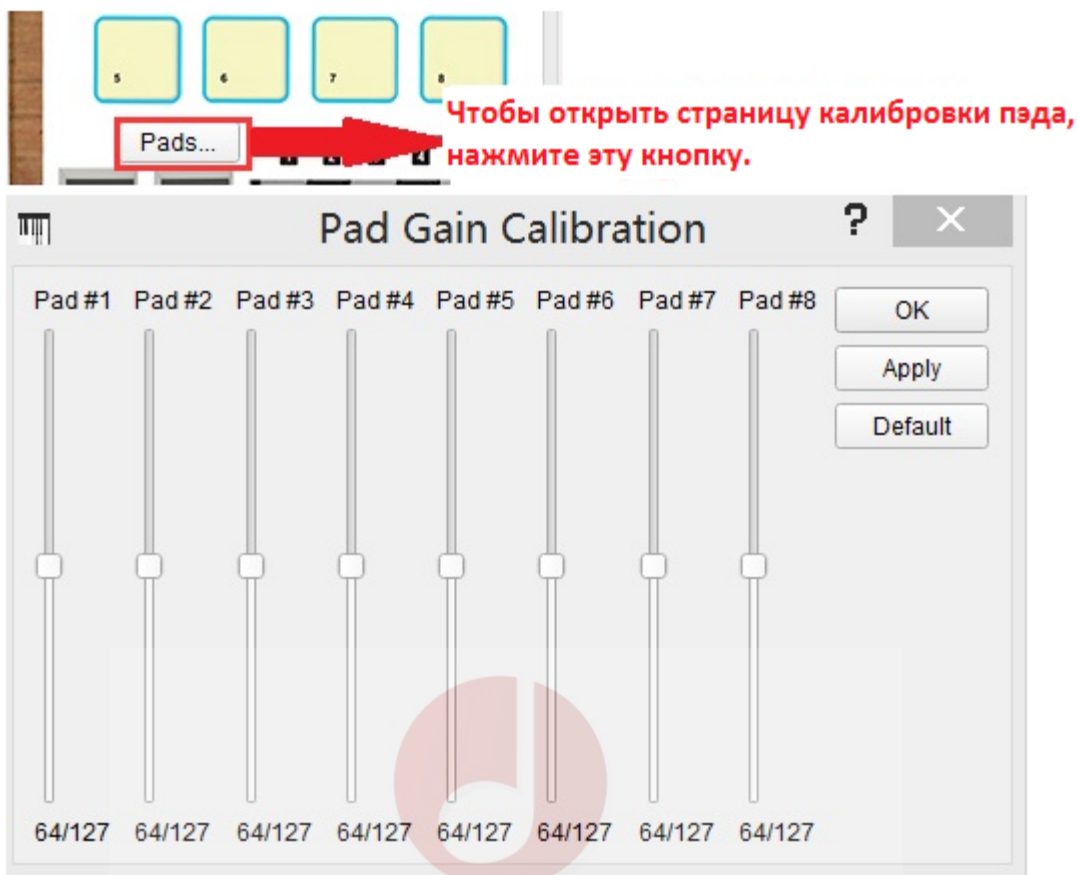 5 6 7 8
Чтобы открыть страницу калибровки пэда,
Pads... нажмите эту кнопку.
Pad Gain Calibration ?
Pad #1 Pad #2 Pad #3 Pad #4 Pad #5 Pad #6 Pad #7 Pad #8
OK
Apply
Default
64/127 64/127 64/127 64/127 64/127 64/127 64/127 64/127